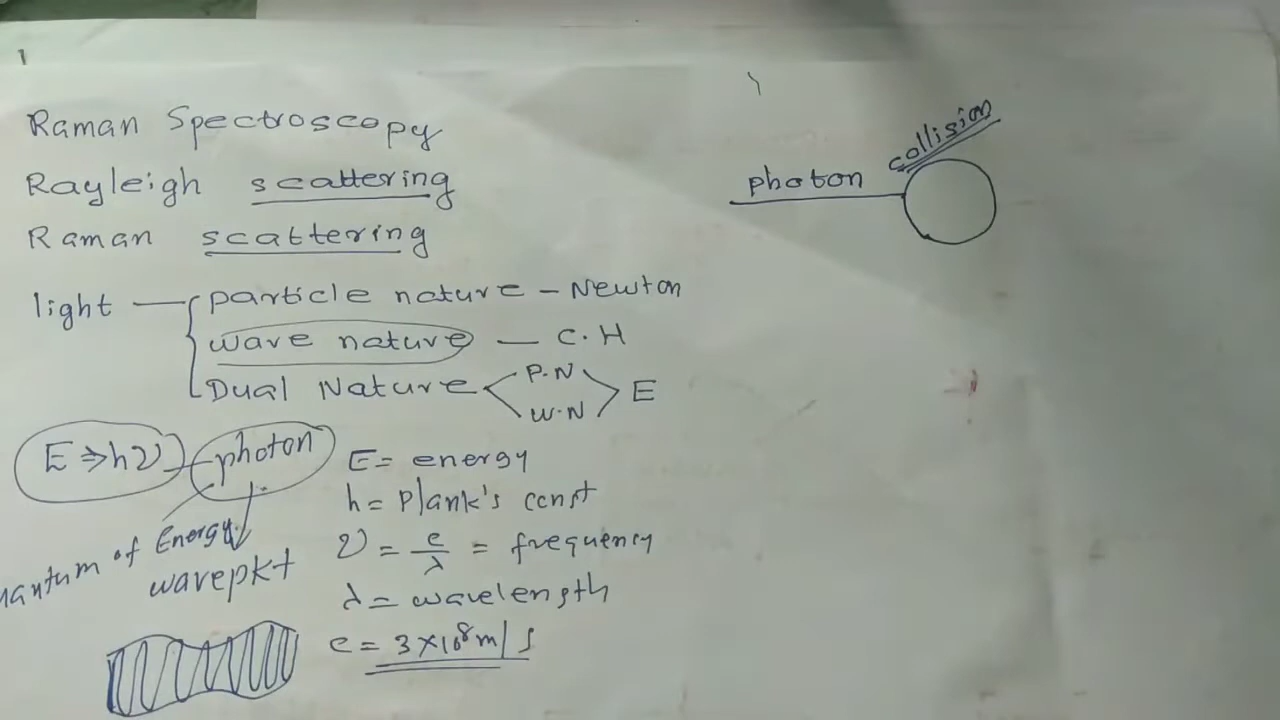 1
Raman Spectroscopy
Rayleigh scattering
Raman scattering
light — particle nature – Newton
wave nature — C.H
Dual Nature P.N W.N E
E ⇒ hν photon
quantum of Energy
wavepkt
E = energy
h = Plank's const
ν = c/λ = frequency
λ = wavelength
c = 3×10⁸ m/s
photon
collision